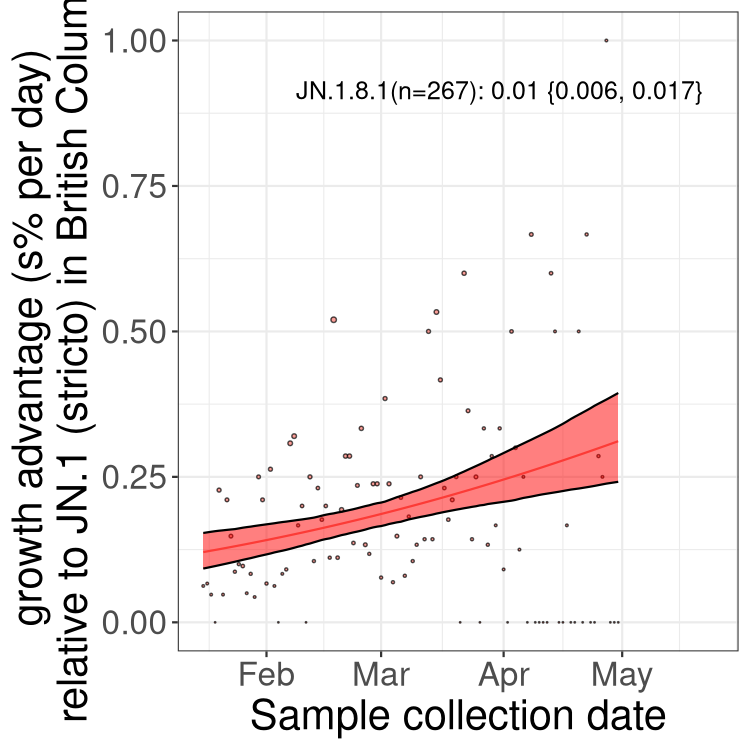 growth advantage (s% per day)
relative to JN.1 (stricto) in British Colum
1.00
0.75
0.50
0.25
0.00
JN.1.8.1(n=267): 0.01 {0.006, 0.017}
Feb Mar Apr May
Sample collection date